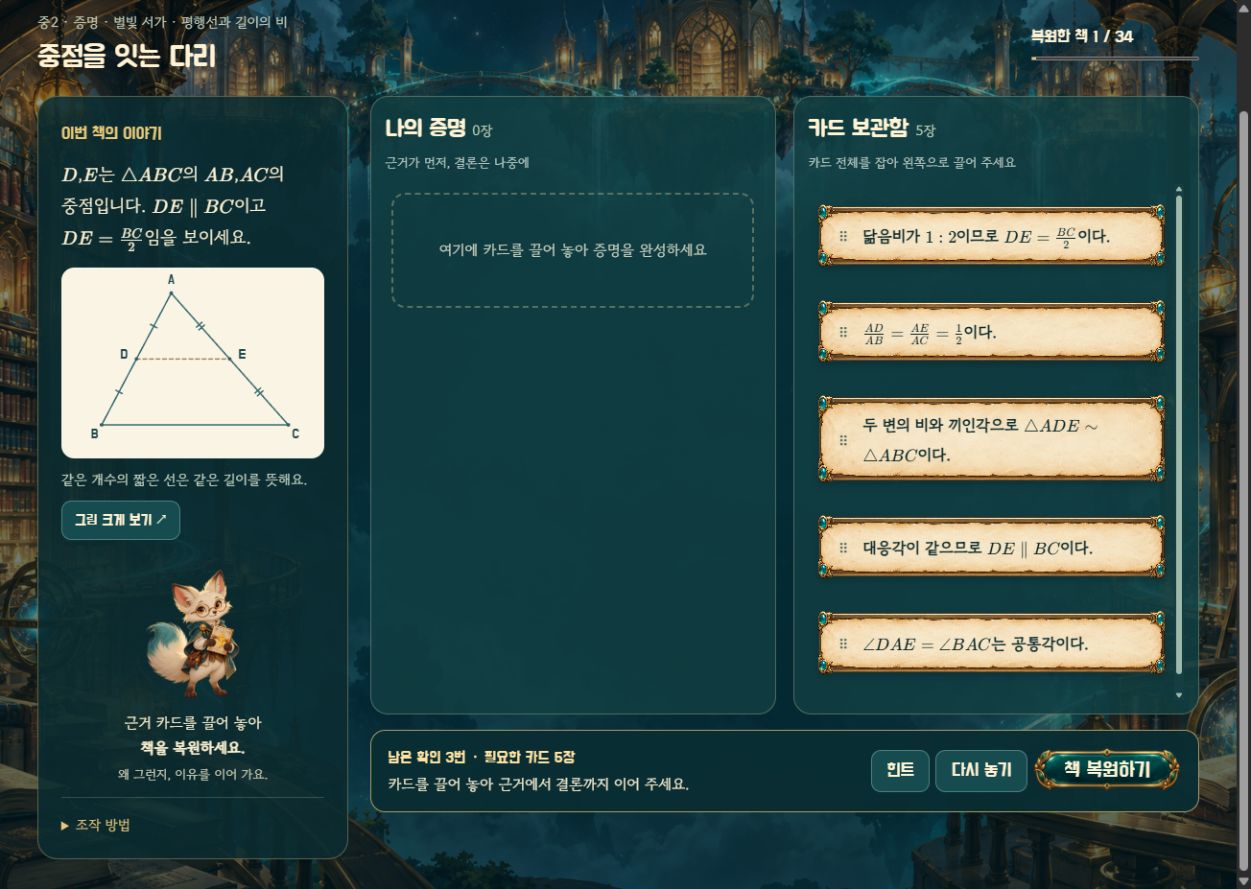 중2 · 증명 · 별빛 서가 · 평행선과 길이의 비
중점을 잇는 다리
복원한 책 1 / 34
이번 책의 이야기
D,E는 △ABC의 AB,AC의
중점입니다. DE ∥ BC이고
DE = BC/2임을 보이세요.
A
D
E
B
C
같은 개수의 짧은 선은 같은 길이를 뜻해요.
그림 크게 보기 ↗
근거 카드를 끌어 놓아
책을 복원하세요.
왜 그런지, 이유를 이어 가요.
▶ 조작 방법
나의 증명 0장
근거가 먼저, 결론은 나중에
여기에 카드를 끌어 놓아 증명을 완성하세요
카드 보관함 5장
카드 전체를 잡아 왼쪽으로 끌어 주세요
닮음비가 1 : 2이므로 DE = BC/2이다.
AD/AB = AE/AC = 1/2이다.
두 변의 비와 끼인각으로 △ADE ∼
△ABC이다.
대응각이 같으므로 DE ∥ BC이다.
∠DAE = ∠BAC는 공통각이다.
남은 확인 3번 · 필요한 카드 5장
카드를 끌어 놓아 근거에서 결론까지 이어 주세요.
힌트
다시 놓기
책 복원하기